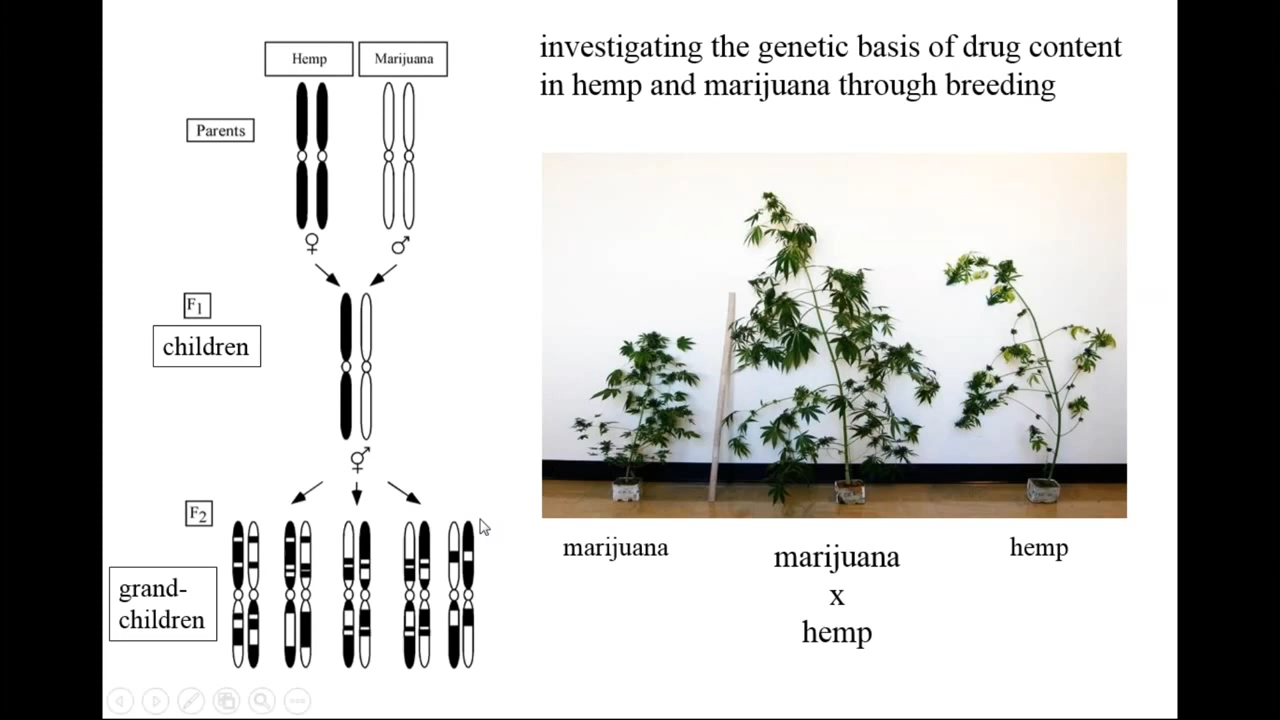 investigating the genetic basis of drug content
in hemp and marijuana through breeding
Hemp
Marijuana
Parents
F1
children
F2
grand-
children
marijuana
marijuana
x
hemp
hemp